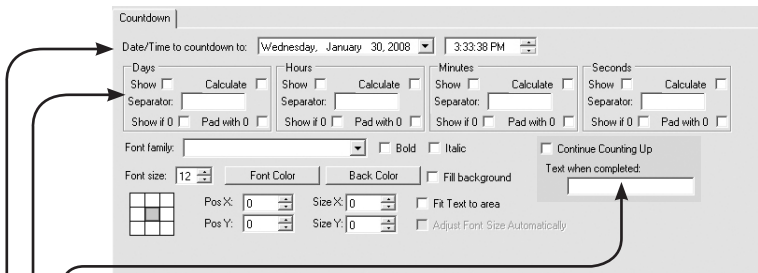 Countdown
Date/Time to countdown to: Wednesday, January 30, 2008 3:33:38 PM
Days Hours Minutes Seconds
Show Calculate Show Calculate Show Calculate Show Calculate
Separator: Separator: Separator: Separator:
Show if 0 Pad with 0 Show if 0 Pad with 0 Show if 0 Pad with 0 Show if 0 Pad with 0
Font family: Bold Italic Continue Counting Up
Font size: 12 Font Color Back Color Fill background Text when completed:
Pos X: 0 Size X: 0 Fit Text to area
Pos Y: 0 Size Y: 0 Adjust Font Size Automatically